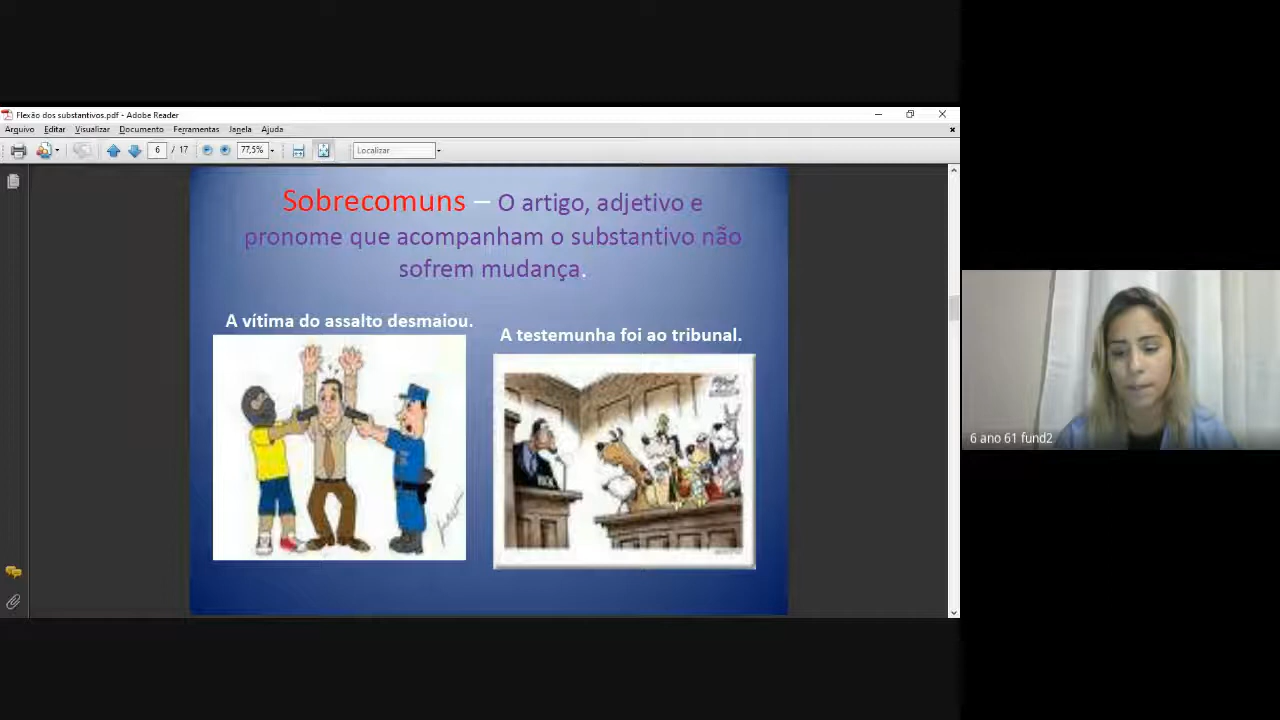 Flexão dos substantivos.pdf - Adobe Reader
Arquivo Editar Visualizar Documento Ferramentas Janela Ajuda
6 / 17 77,5% Localizar
Sobrecomuns – O artigo, adjetivo e
pronome que acompanham o substantivo não
sofrem mudança.
A vítima do assalto desmaiou.
A testemunha foi ao tribunal.
6 ano 61 fund2